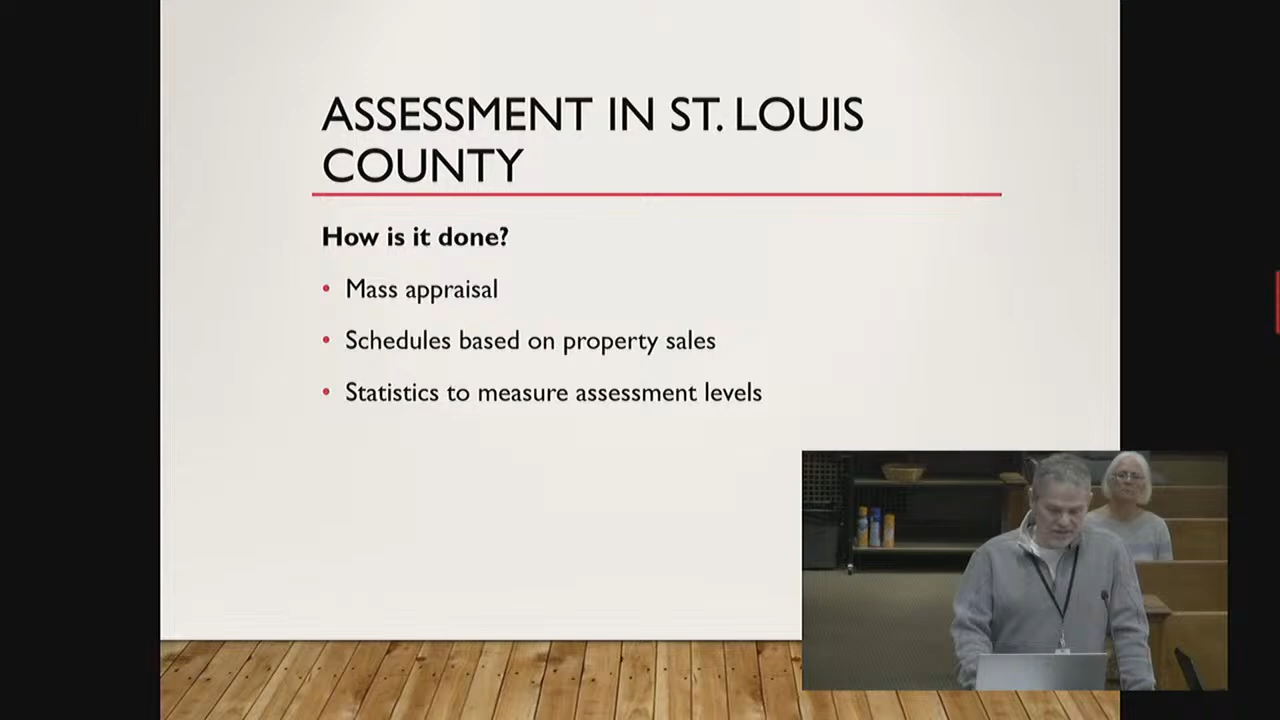 ASSESSMENT IN ST. LOUIS
COUNTY
How is it done?
• Mass appraisal
• Schedules based on property sales
• Statistics to measure assessment levels